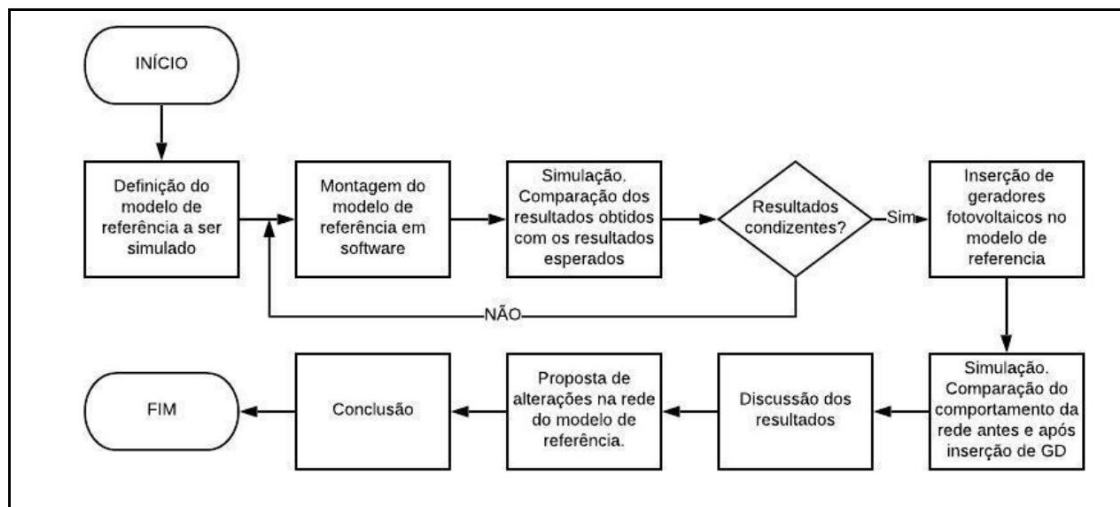 INÍCIO
Definição do
modelo de
referência a ser
simulado
Montagem do
modelo de
referência em
software
Simulação.
Comparação dos
resultados obtidos
com os resultados
esperados
Resultados
condizentes?
Sim
Inserção de
geradores
fotovoltaicos no
modelo de
referencia
NÃO
Simulação.
Comparação do
comportamento da
rede antes e após
inserção de GD
Discussão dos
resultados
Proposta de
alterações na rede
do modelo de
referência.
Conclusão
FIM